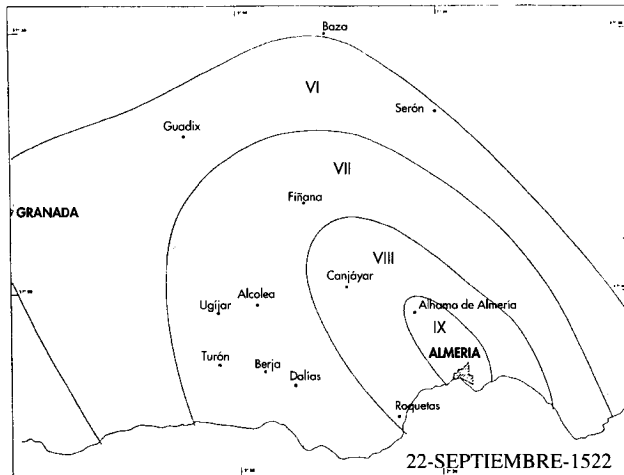 Baza
VI
Serón
Guadix
VII
Fiñana
GRANADA
VIII
Canjáyar
Alcolea
Ugíjar
Alhama de Almeria
IX
ALMERIA
Turón
Berja
Dalías
Roquetas
22-SEPTIEMBRE-1522